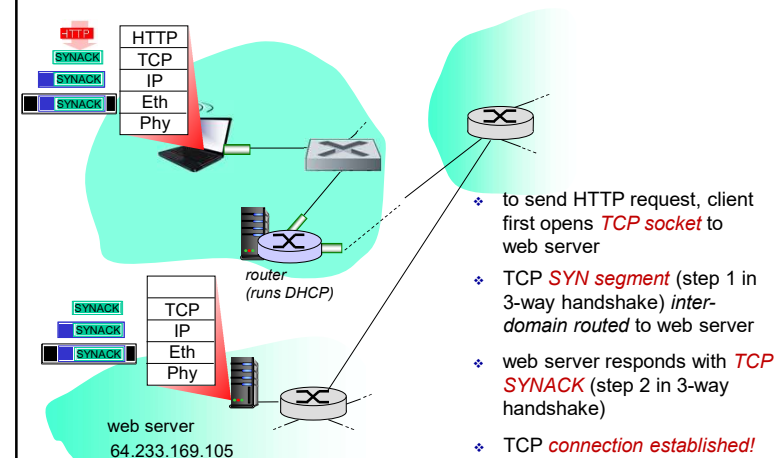 HTTP
SYNACK
SYNACK
SYNACK
HTTP
TCP
IP
Eth
Phy
router
(runs DHCP)
SYNACK
SYNACK
SYNACK
TCP
IP
Eth
Phy
web server
64.233.169.105
❖ to send HTTP request, client
first opens TCP socket to
web server
❖ TCP SYN segment (step 1 in
3-way handshake) inter-
domain routed to web server
❖ web server responds with TCP
SYNACK (step 2 in 3-way
handshake)
❖ TCP connection established!